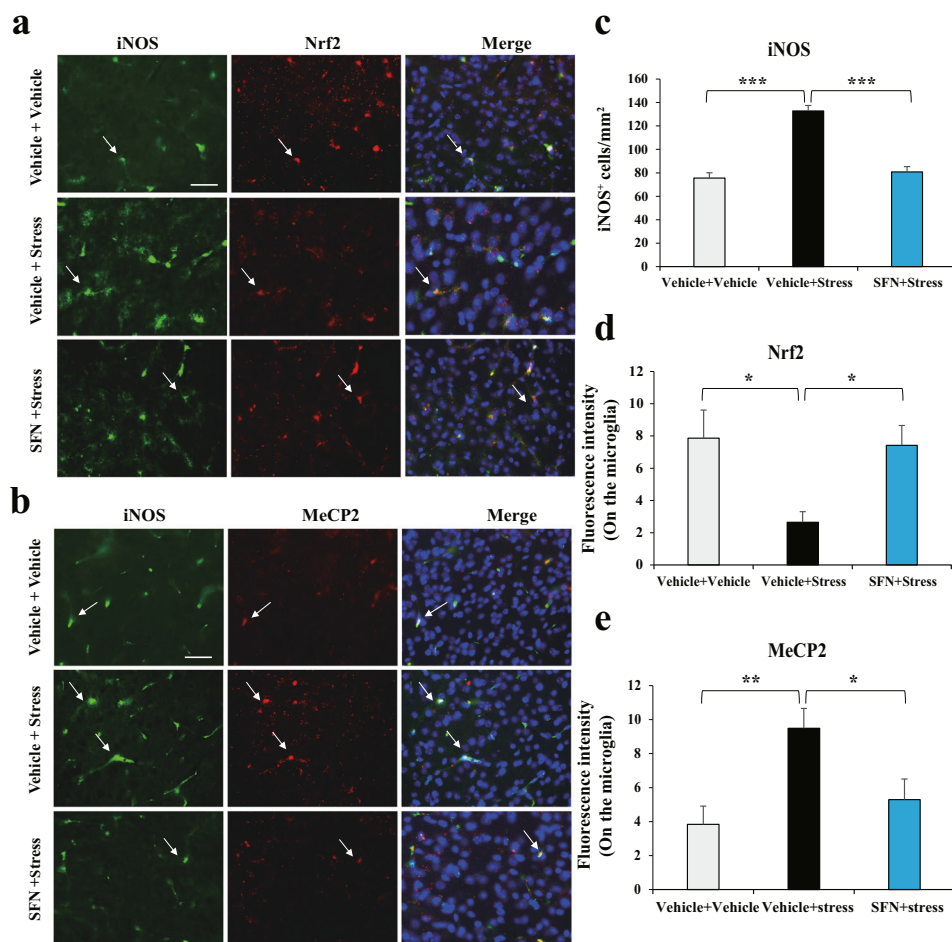 a
iNOS Nrf2 Merge
Vehicle + Vehicle
Vehicle + Stress
SFN +Stress
b
iNOS MeCP2 Merge
Vehicle + Vehicle
Vehicle + Stress
SFN +Stress
c
iNOS
iNOS⁺ cells/mm²
160
140
120
100
80
60
40
20
0
*** ***
Vehicle+Vehicle Vehicle+Stress SFN+Stress
d
Nrf2
Fluorescence intensity
(On the microglia)
14
12
10
8
6
4
2
0
* *
Vehicle+Vehicle Vehicle+Stress SFN+Stress
e
MeCP2
Fluorescence intensity
(On the microglia)
14
12
10
8
6
4
2
0
** *
Vehicle+Vehicle Vehicle+stress SFN+stress